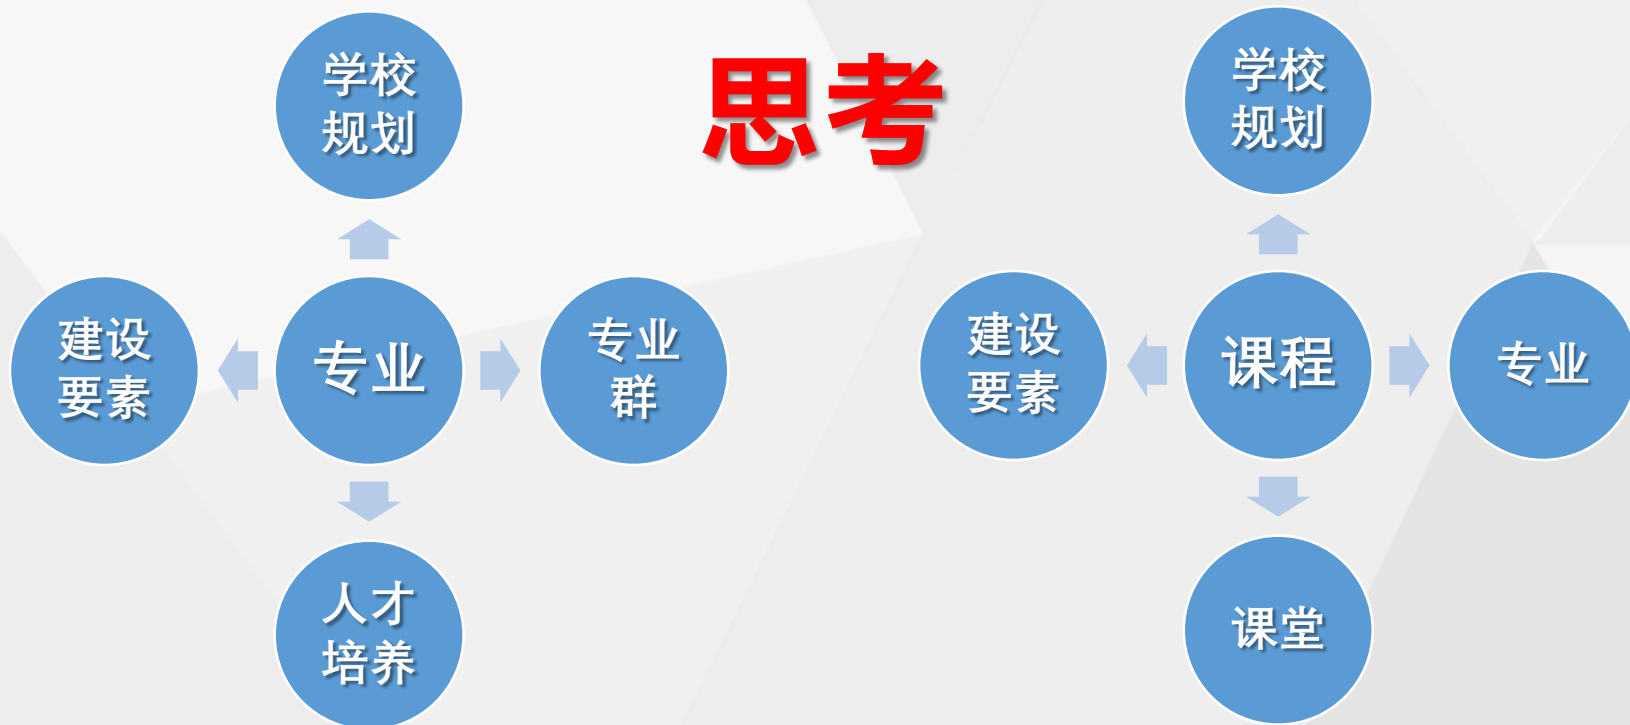 思考
学校
规划
建设
要素
专业
专业
群
人才
培养
学校
规划
建设
要素
课程
专业
课堂